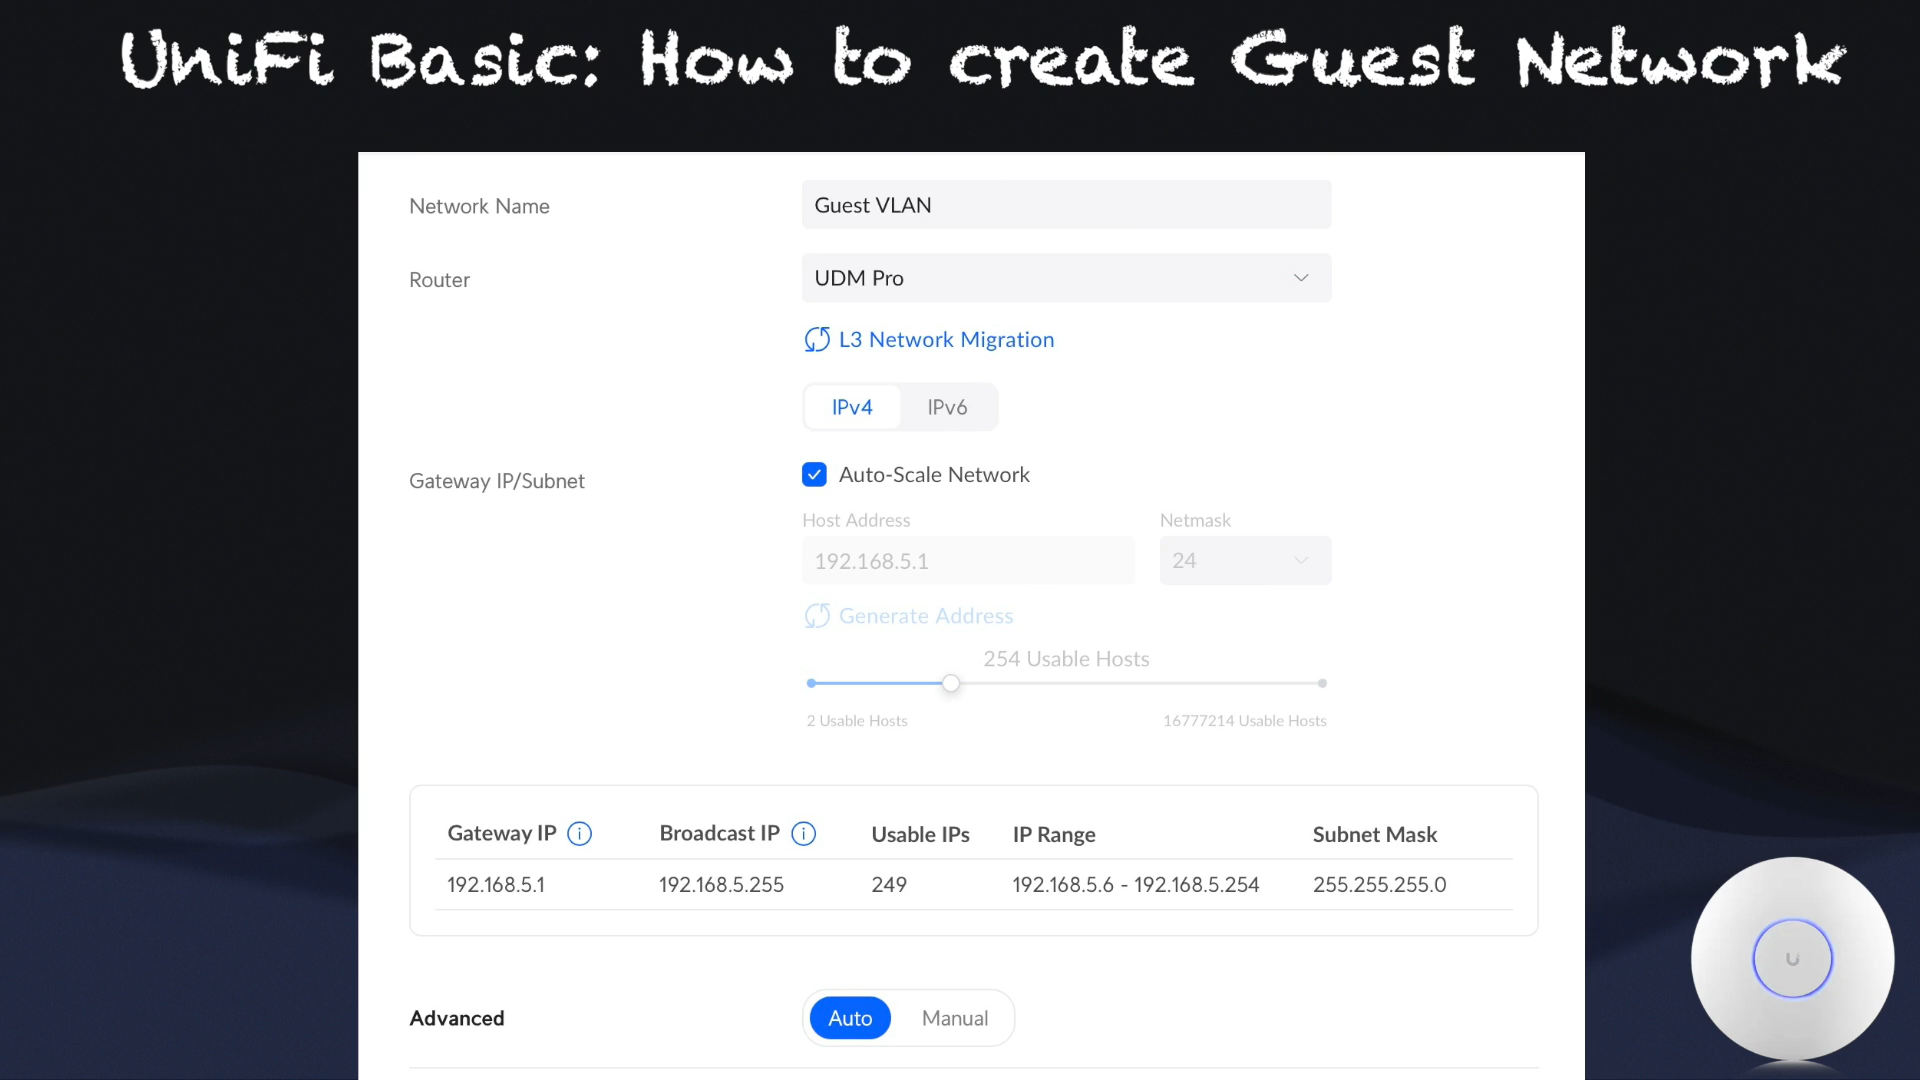 UniFi Basic: How to create Guest Network
Network Name
Guest VLAN
Router
UDM Pro
L3 Network Migration
IPv4 IPv6
Gateway IP/Subnet
Auto-Scale Network
Host Address Netmask
192.168.5.1 24
Generate Address
254 Usable Hosts
2 Usable Hosts 16777214 Usable Hosts
Gateway IP Broadcast IP Usable IPs IP Range Subnet Mask
192.168.5.1 192.168.5.255 249 192.168.5.6 - 192.168.5.254 255.255.255.0
Advanced
Auto Manual
U